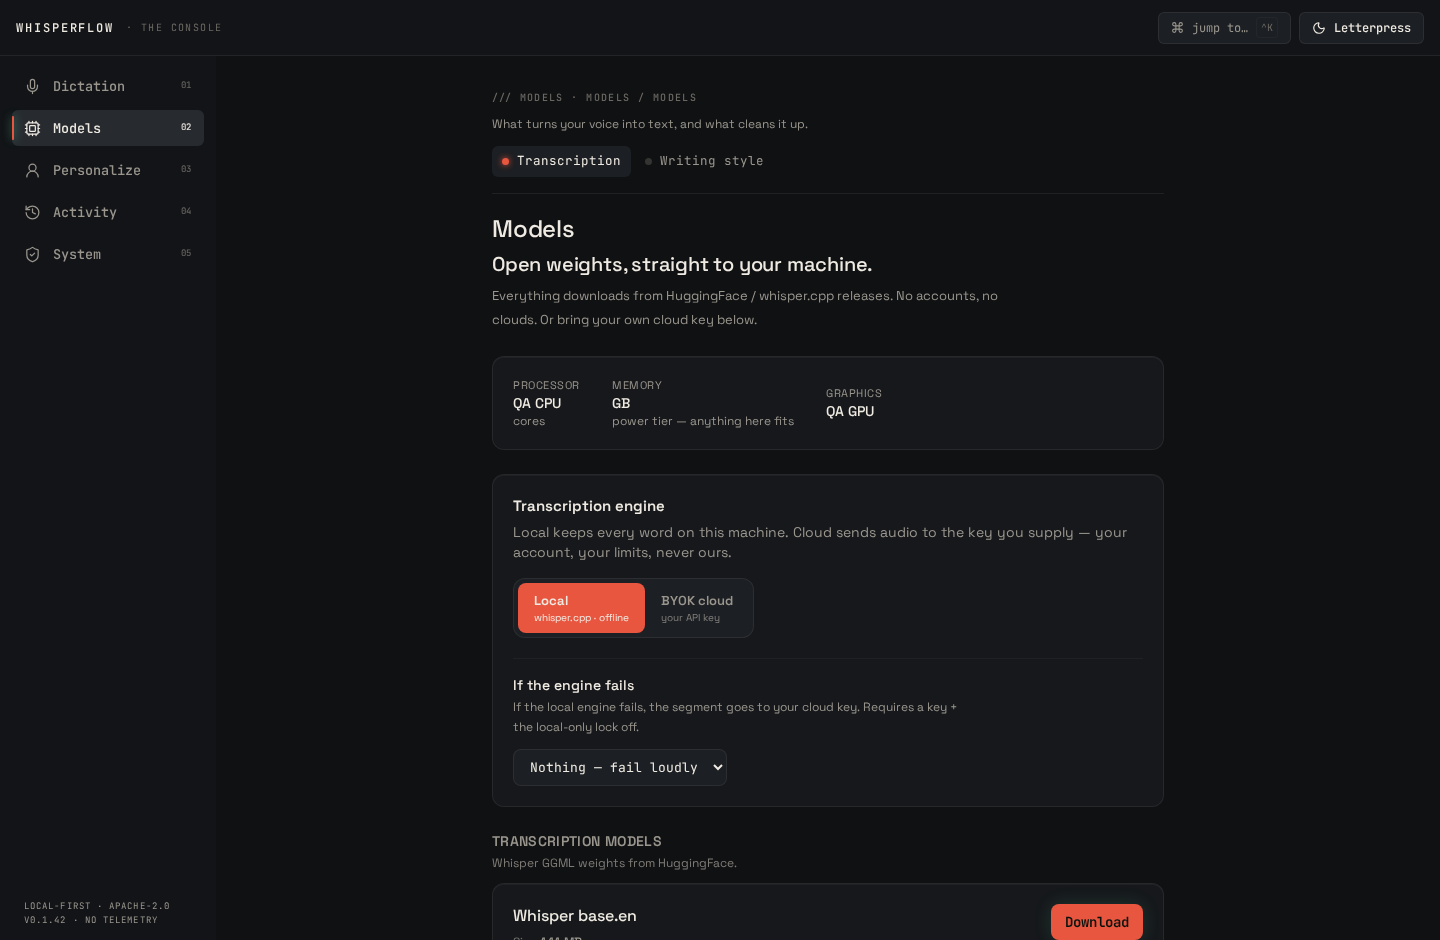 WHISPERFLOW · THE CONSOLE
⌘ jump to… ^K
Letterpress
Dictation 01
Models 02
Personalize 03
Activity 04
System 05
/// MODELS · MODELS / MODELS
What turns your voice into text, and what cleans it up.
Transcription
Writing style
Models
Open weights, straight to your machine.
Everything downloads from HuggingFace / whisper.cpp releases. No accounts, no
clouds. Or bring your own cloud key below.
PROCESSOR
QA CPU
cores
MEMORY
GB
power tier — anything here fits
GRAPHICS
QA GPU
Transcription engine
Local keeps every word on this machine. Cloud sends audio to the key you supply — your
account, your limits, never ours.
Local
whisper.cpp · offline
BYOK cloud
your API key
If the engine fails
If the local engine fails, the segment goes to your cloud key. Requires a key +
the local-only lock off.
Nothing — fail loudly
TRANSCRIPTION MODELS
Whisper GGML weights from HuggingFace.
Whisper base.en
Download
LOCAL-FIRST · APACHE-2.0
V0.1.42 · NO TELEMETRY